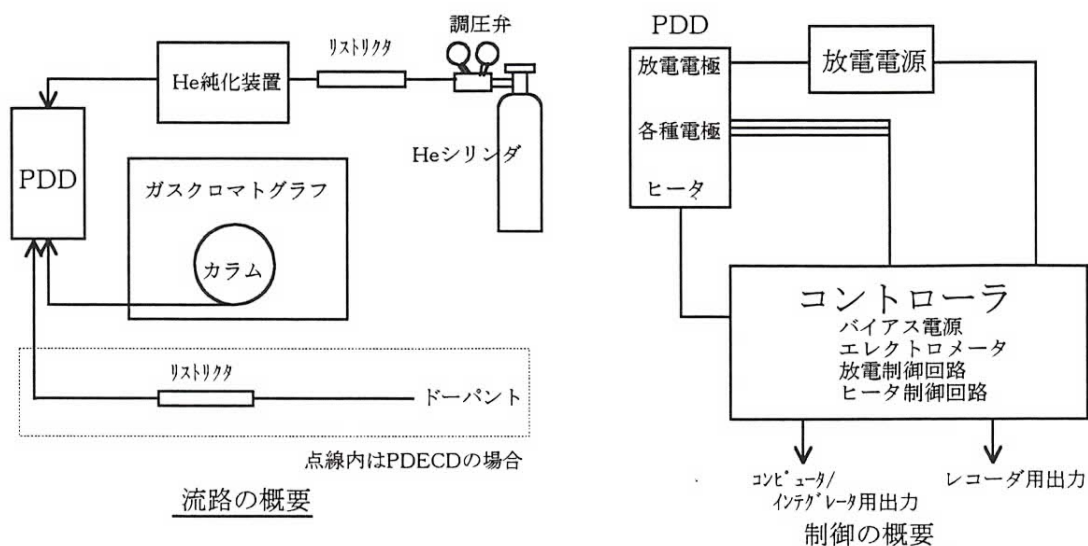 調圧弁
リストリクタ
He純化装置
Heシリンダ
PDD
ガスクロマトグラフ
カラム
リストリクタ
ドーパント
点線内はPDECDの場合
流路の概要
PDD
放電電極
放電電源
各種電極
ヒータ
コントローラ
バイアス電源
エレクトロメータ
放電制御回路
ヒータ制御回路
コンピュータ/
インテグレータ用出力
レコーダ用出力
制御の概要